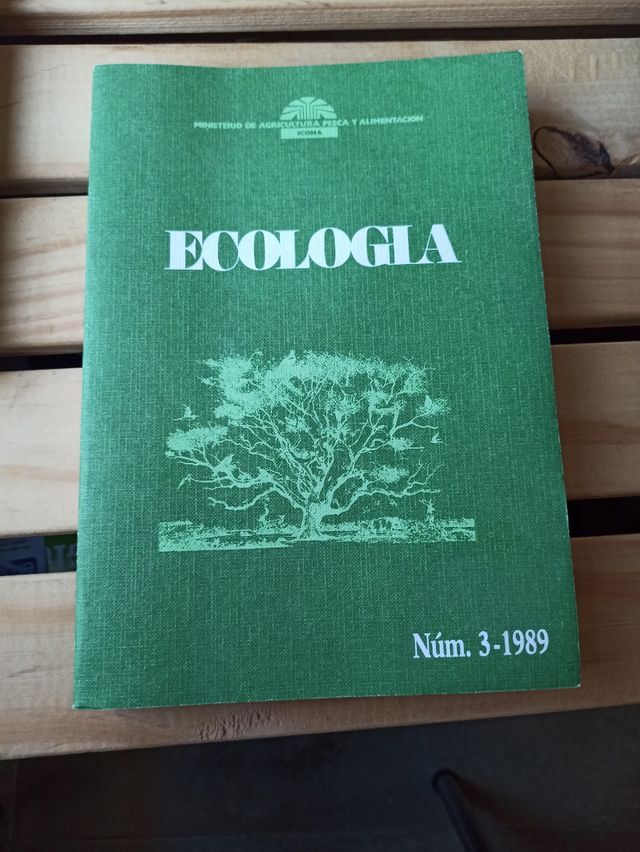 MINISTERIO DE AGRICULTURA PESCA Y ALIMENTACION
ICONA
ECOLOGIA
Núm. 3-1989